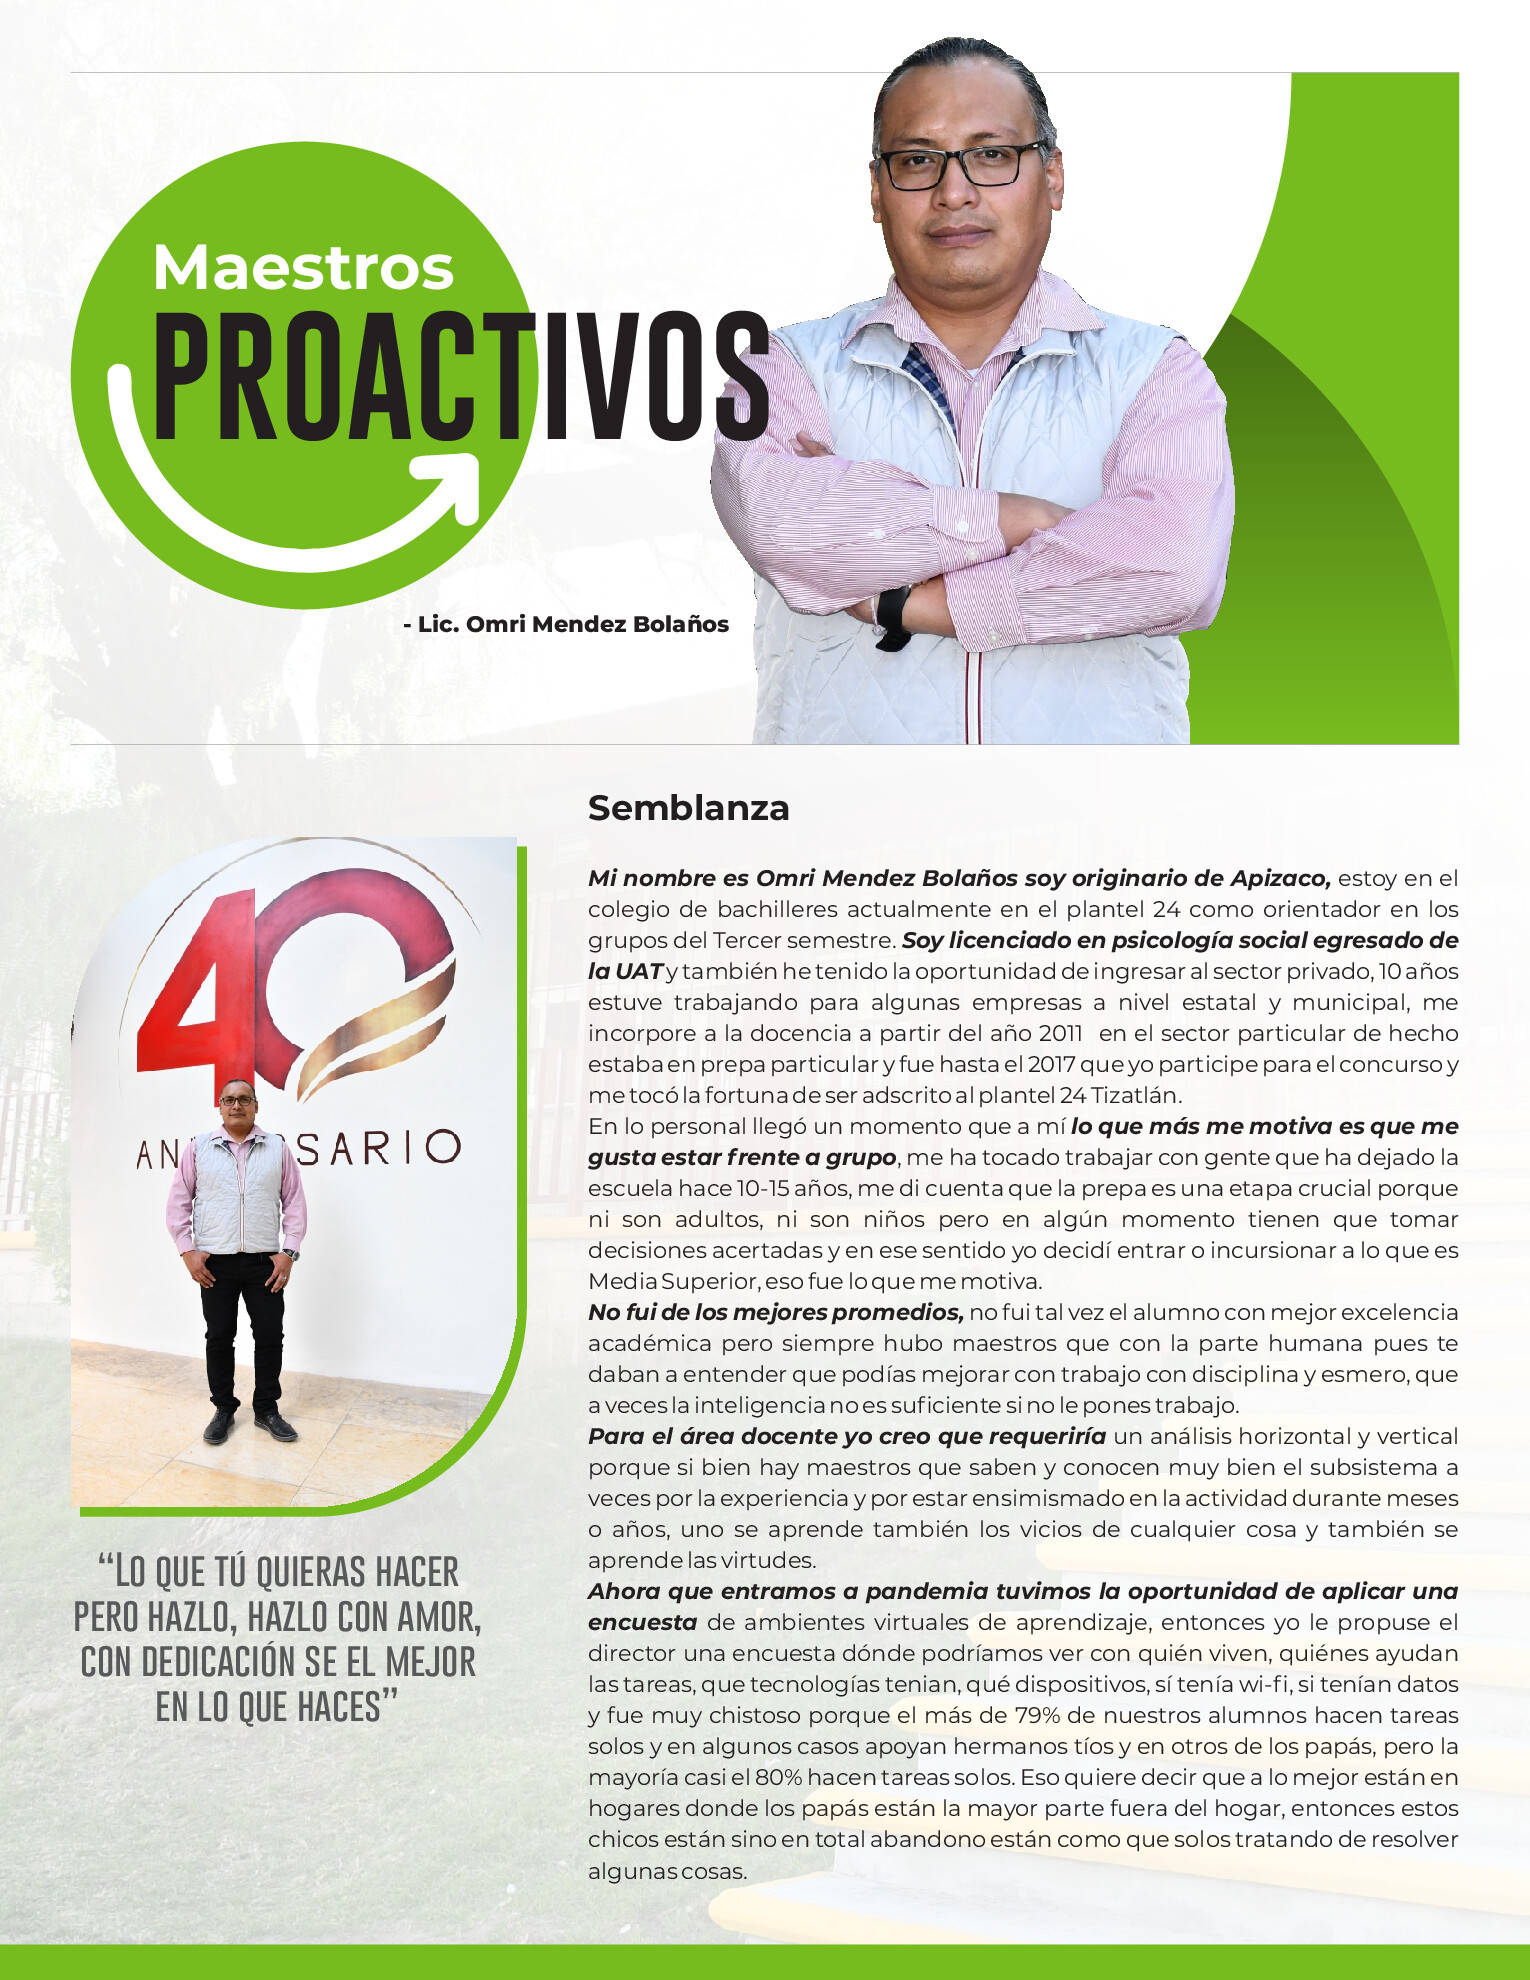 Maestros
PROACTIVOS
- Lic. Omri Mendez Bolaños
Semblanza
40
ANIVERSARIO
Mi nombre es Omri Mendez Bolaños soy originario de Apizaco, estoy en el
colegio de bachilleres actualmente en el plantel 24 como orientador en los
grupos del Tercer semestre. Soy licenciado en psicología social egresado de
la UAT y también he tenido la oportunidad de ingresar al sector privado, 10 años
estuve trabajando para algunas empresas a nivel estatal y municipal, me
incorpore a la docencia a partir del año 2011 en el sector particular de hecho
estaba en prepa particular y fue hasta el 2017 que yo participe para el concurso y
me tocó la fortuna de ser adscrito al plantel 24 Tizatlán.
En lo personal llegó un momento que a mí lo que más me motiva es que me
gusta estar frente a grupo, me ha tocado trabajar con gente que ha dejado la
escuela hace 10-15 años, me di cuenta que la prepa es una etapa crucial porque
ni son adultos, ni son niños pero en algún momento tienen que tomar
decisiones acertadas y en ese sentido yo decidí entrar o incursionar a lo que es
Media Superior, eso fue lo que me motiva.
No fui de los mejores promedios, no fui tal vez el alumno con mejor excelencia
académica pero siempre hubo maestros que con la parte humana pues te
daban a entender que podías mejorar con trabajo con disciplina y esmero, que
a veces la inteligencia no es suficiente si no le pones trabajo.
Para el área docente yo creo que requeriría un análisis horizontal y vertical
porque si bien hay maestros que saben y conocen muy bien el subsistema a
veces por la experiencia y por estar ensimismado en la actividad durante meses
o años, uno se aprende también los vicios de cualquier cosa y también se
aprende las virtudes.
Ahora que entramos a pandemia tuvimos la oportunidad de aplicar una
encuesta de ambientes virtuales de aprendizaje, entonces yo le propuse el
director una encuesta dónde podríamos ver con quién viven, quiénes ayudan
las tareas, que tecnologías tenian, qué dispositivos, sí tenía wi-fi, si tenían datos
y fue muy chistoso porque el más de 79% de nuestros alumnos hacen tareas
solos y en algunos casos apoyan hermanos tíos y en otros de los papás, pero la
mayoría casi el 80% hacen tareas solos. Eso quiere decir que a lo mejor están en
hogares donde los papás están la mayor parte fuera del hogar, entonces estos
chicos están sino en total abandono están como que solos tratando de resolver
algunas cosas.
“LO QUE TÚ QUIERAS HACER
PERO HAZLO, HAZLO CON AMOR,
CON DEDICACIÓN SE EL MEJOR
EN LO QUE HACES”